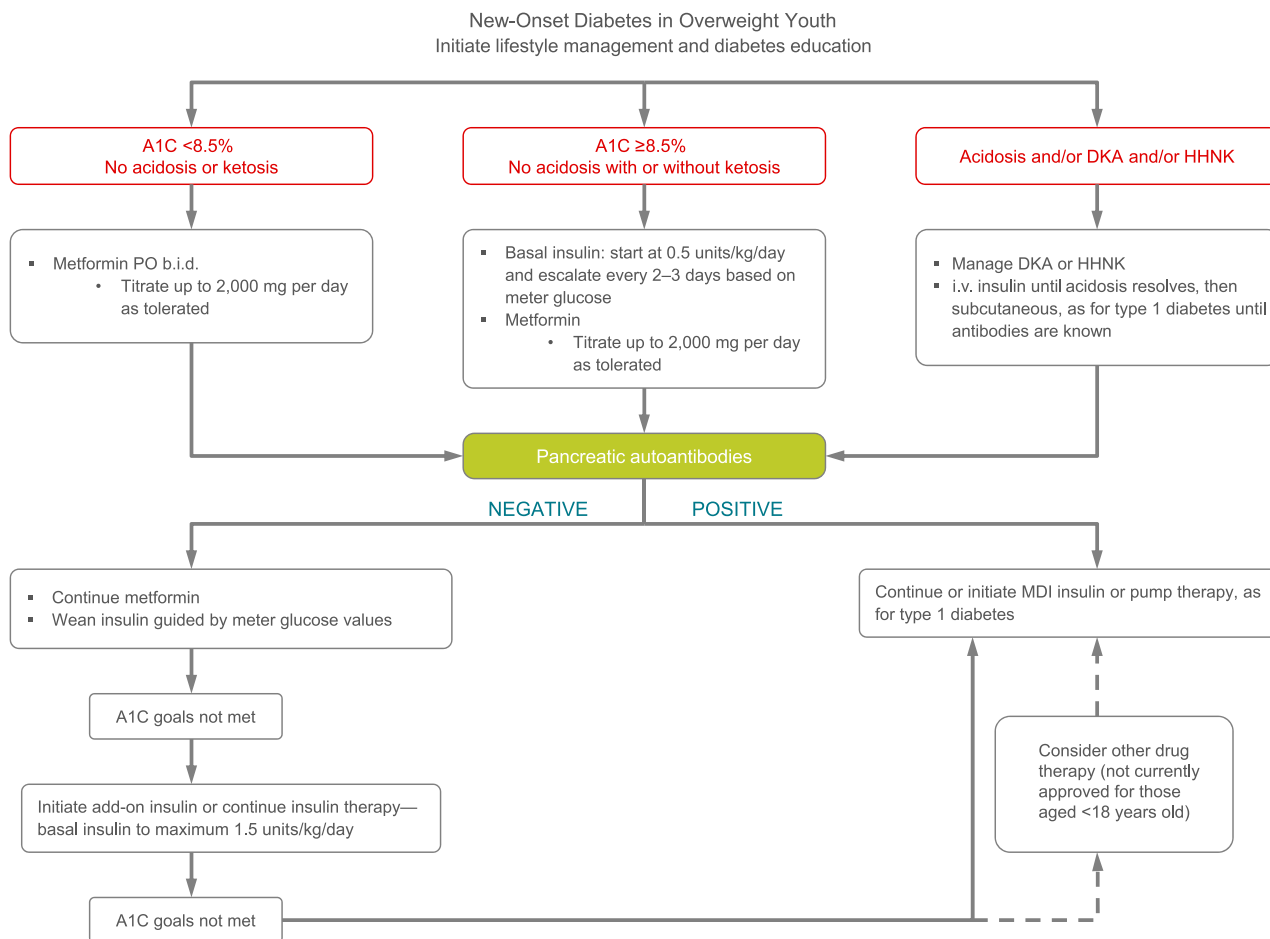 New-Onset Diabetes in Overweight Youth
Initiate lifestyle management and diabetes education
A1C <8.5%
No acidosis or ketosis
A1C ≥8.5%
No acidosis with or without ketosis
Acidosis and/or DKA and/or HHNK
▪ Metformin PO b.i.d.
• Titrate up to 2,000 mg per day
as tolerated
▪ Basal insulin: start at 0.5 units/kg/day
and escalate every 2–3 days based on
meter glucose
▪ Metformin
• Titrate up to 2,000 mg per day
as tolerated
▪ Manage DKA or HHNK
▪ i.v. insulin until acidosis resolves, then
subcutaneous, as for type 1 diabetes until
antibodies are known
Pancreatic autoantibodies
NEGATIVE
POSITIVE
▪ Continue metformin
▪ Wean insulin guided by meter glucose values
Continue or initiate MDI insulin or pump therapy, as
for type 1 diabetes
A1C goals not met
Consider other drug
therapy (not currently
approved for those
aged <18 years old)
Initiate add-on insulin or continue insulin therapy—
basal insulin to maximum 1.5 units/kg/day
A1C goals not met